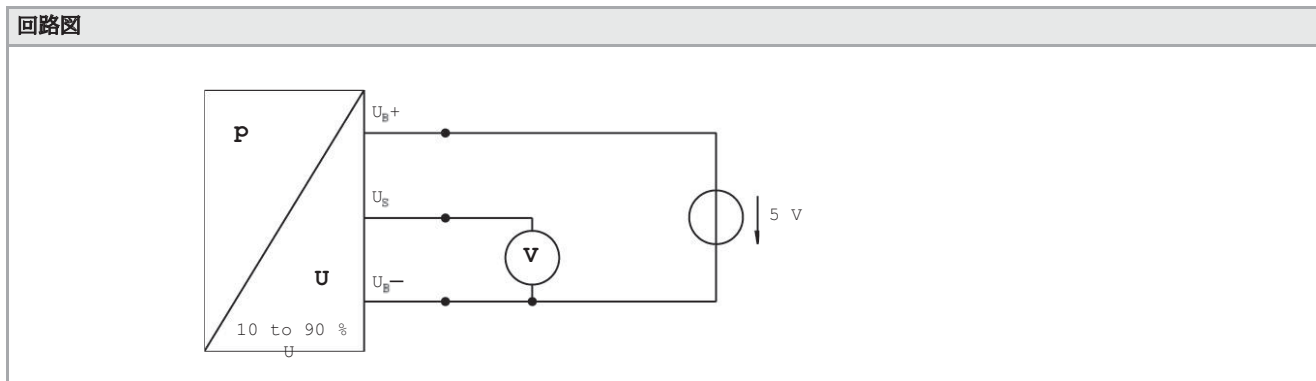 回路図
p
U_B+
U_S
5 V
V
U
U_B−
10 to 90 %
U